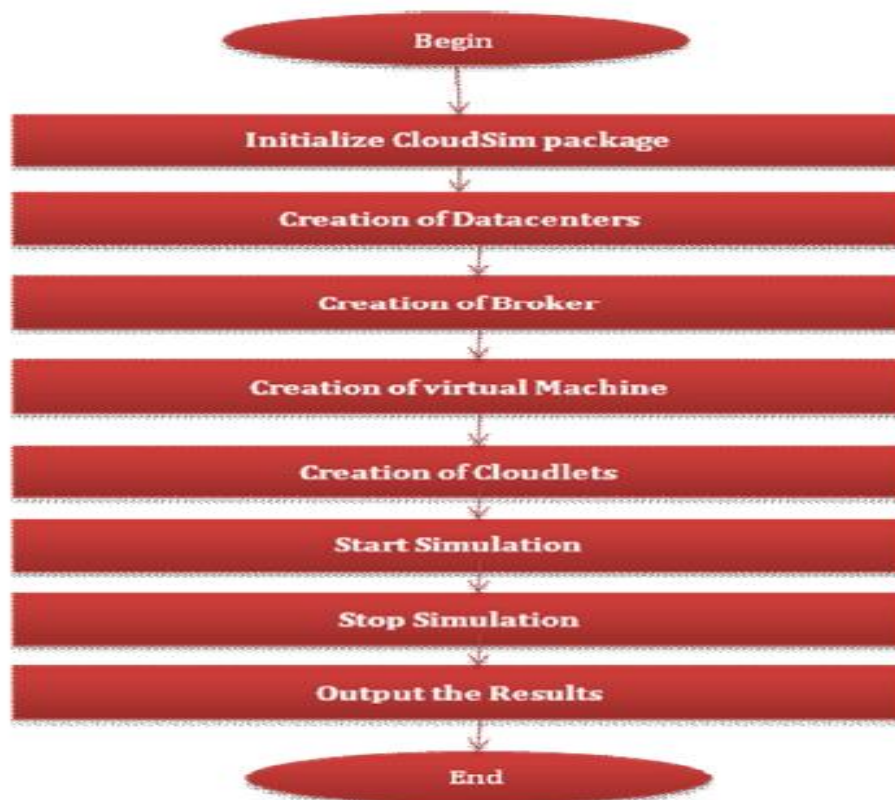 Begin
Initialize CloudSim package
Creation of Datacenters
Creation of Broker
Creation of virtual Machine
Creation of Cloudlets
Start Simulation
Stop Simulation
Output the Results
End